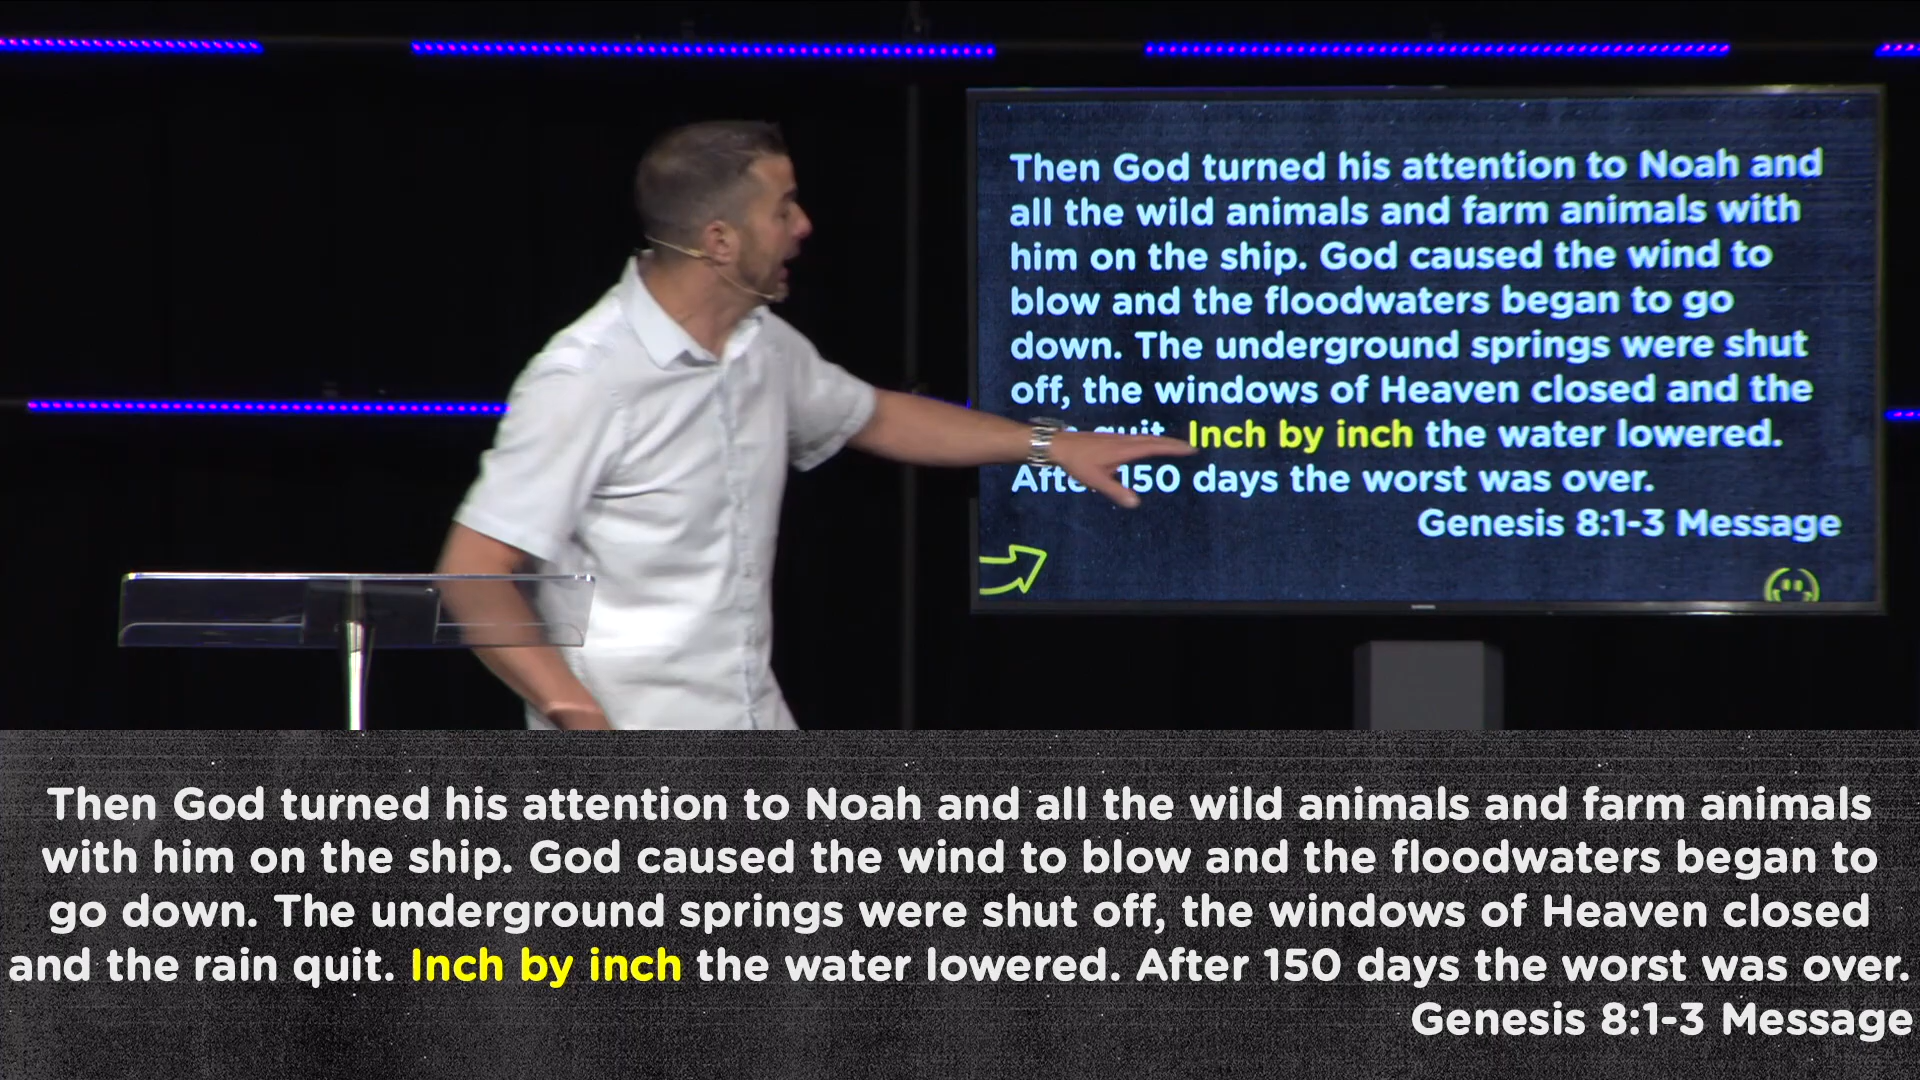 Then God turned his attention to Noah and
all the wild animals and farm animals with
him on the ship. God caused the wind to
blow and the floodwaters began to go
down. The underground springs were shut
off, the windows of Heaven closed and the
quit. Inch by inch the water lowered.
After 150 days the worst was over.
Genesis 8:1-3 Message
Then God turned his attention to Noah and all the wild animals and farm animals
with him on the ship. God caused the wind to blow and the floodwaters began to
go down. The underground springs were shut off, the windows of Heaven closed
and the rain quit. Inch by inch the water lowered. After 150 days the worst was over.
Genesis 8:1-3 Message